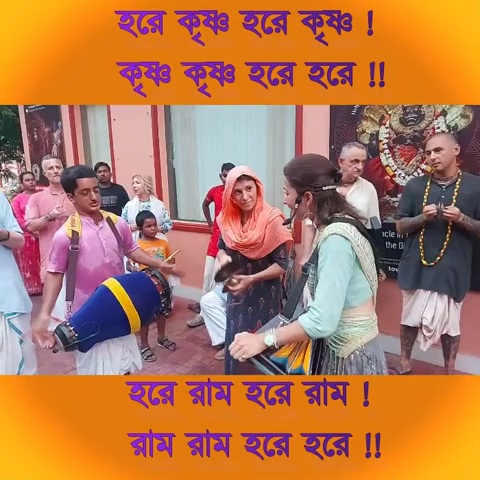 হরে কৃষ্ণ হরে কৃষ্ণ !
কৃষ্ণ কৃষ্ণ হরে হরে !!
হরে রাম হরে রাম !
রাম রাম হরে হরে !!